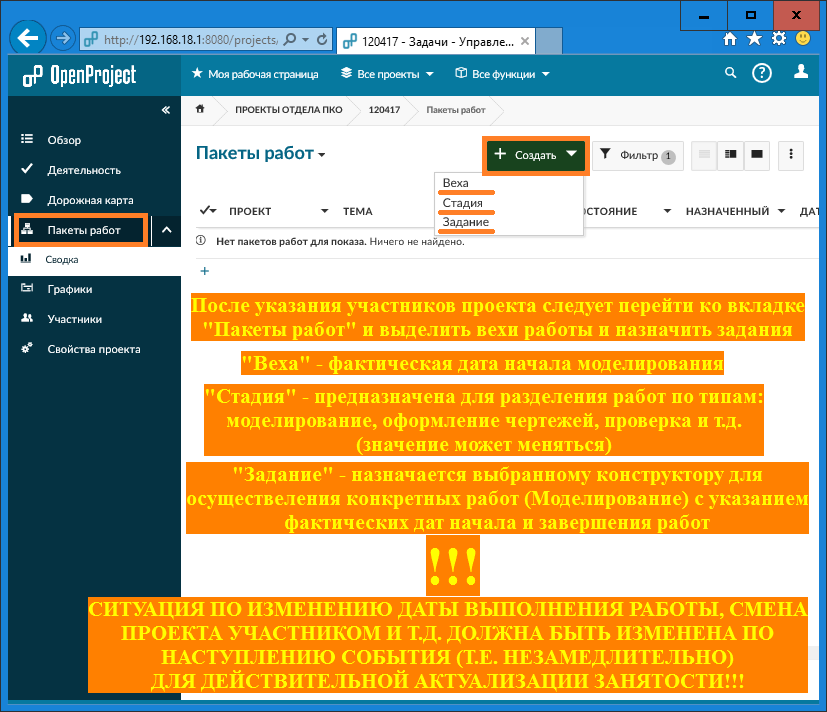 http://192.168.18.1:8080/projects/
120417 - Задачи - Управле...
OpenProject
Моя рабочая страница
Все проекты
Все функции
ПРОЕКТЫ ОТДЕЛА ПКО
120417
Пакеты работ
Обзор
Деятельность
Дорожная карта
Пакеты работ
Сводка
Графики
Участники
Свойства проекта
Пакеты работ
Создать
Фильтр 1
Веха
Стадия
Задание
ПРОЕКТ
ТЕМА
СТОЯНИЕ
НАЗНАЧЕННЫЙ
ДАТ
Нет пакетов работ для показа. Ничего не найдено.
После указания участников проекта следует перейти ко вкладке
"Пакеты работ" и выделить вехи работы и назначить задания
"Веха" - фактическая дата начала моделирования
"Стадия" - предназначена для разделения работ по типам:
моделирование, оформление чертежей, проверка и т.д.
(значение может меняться)
"Задание" - назначается выбранному конструктору для
осуществеления конкретных работ (Моделирование) с указанием
фактических дат начала и завершения работ
!!!
СИТУАЦИЯ ПО ИЗМЕНЕНИЮ ДАТЫ ВЫПОЛНЕНИЯ РАБОТЫ, СМЕНА
ПРОЕКТА УЧАСТНИКОМ И Т.Д. ДОЛЖНА БЫТЬ ИЗМЕНЕНА ПО
НАСТУПЛЕНИЮ СОБЫТИЯ (Т.Е. НЕЗАМЕДЛИТЕЛЬНО)
ДЛЯ ДЕЙСТВИТЕЛЬНОЙ АКТУАЛИЗАЦИИ ЗАНЯТОСТИ!!!